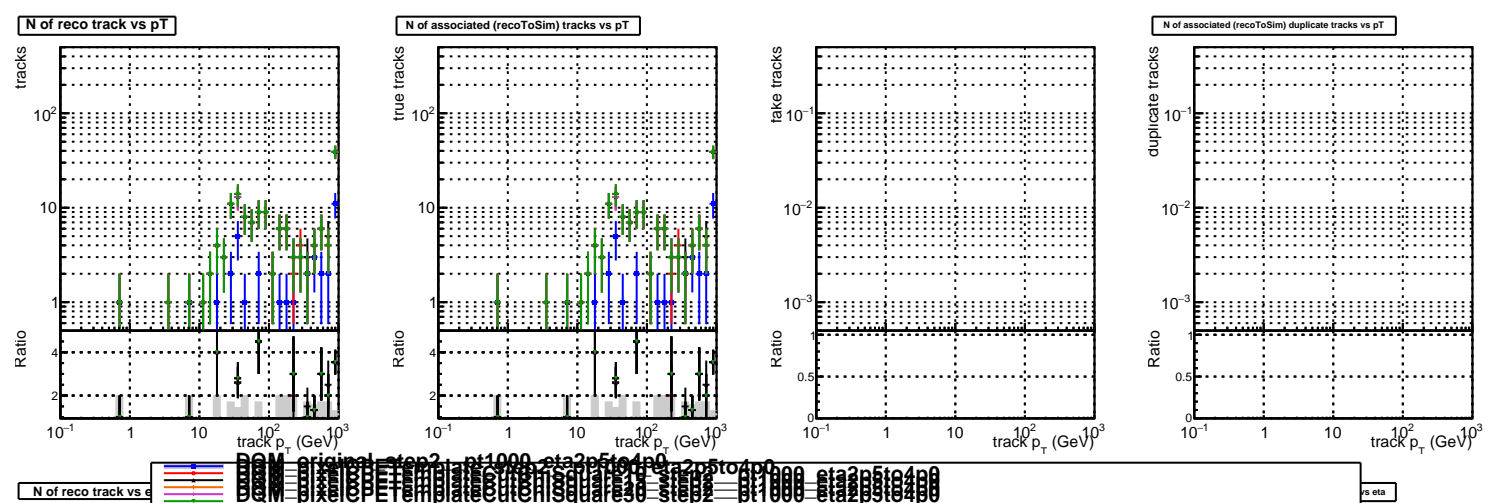 N of reco track vs pT
N of associated (recoToSim) tracks vs pT
N of associated (recoToSim) duplicate tracks vs pT
tracks
10²
10
1
Ratio
4
2
10⁻¹ 1 10 10² 10³
track p_T (GeV)
true tracks
10²
10
1
Ratio
4
2
10⁻¹ 1 10 10² 10³
track p_T (GeV)
fake tracks
10⁻¹
10⁻²
10⁻³
Ratio
1
0.5
0
10⁻¹ 1 10 10² 10³
track p_T (GeV)
duplicate tracks
10⁻¹
10⁻²
10⁻³
Ratio
1
0.5
0
10⁻¹ 1 10 10² 10³
track p_T (GeV)
DQM_original_step2_ _pt1000_eta2p5to4p0
N of reco track vs e
vs eta